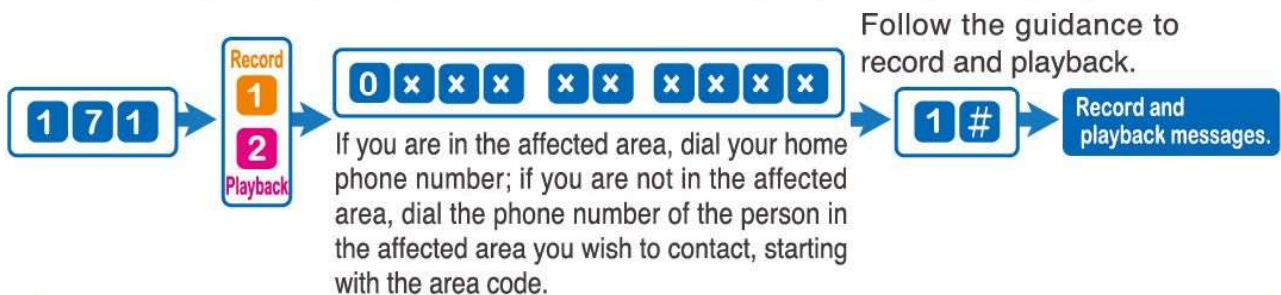 171
Record
1
2
Playback
0××× ×× ××××
If you are in the affected area, dial your home
phone number; if you are not in the affected
area, dial the phone number of the person in
the affected area you wish to contact, starting
with the area code.
Follow the guidance to
record and playback.
1#
Record and
playback messages.